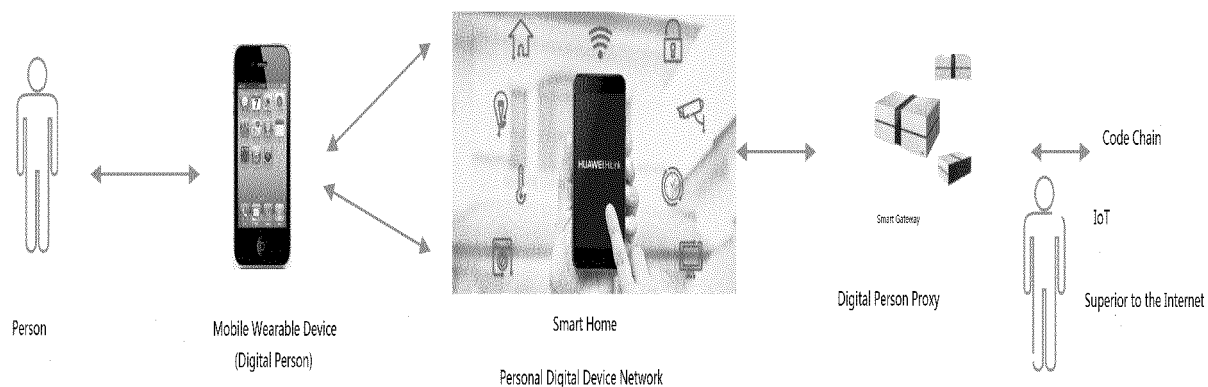 HUAWEI HiLink
Smart Gateway
Code Chain
IoT
Superior to the Internet
Digital Person Proxy
Person
Mobile Wearable Device
(Digital Person)
Smart Home
Personal Digital Device Network
7